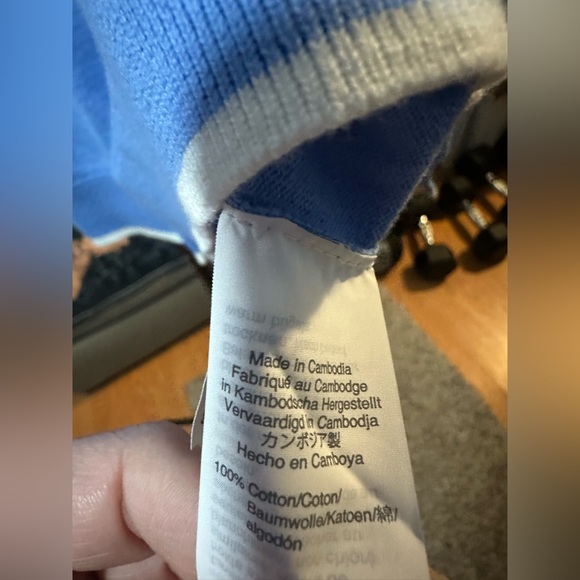 Made in Cambodia
Fabriqué au Cambodge
in Kambodscha Hergestellt
Vervaardigd in Cambodja
カンボジア製
Hecho en Camboya
100% Cotton/Coton/
Baumwolle/Katoen/綿/
algodón